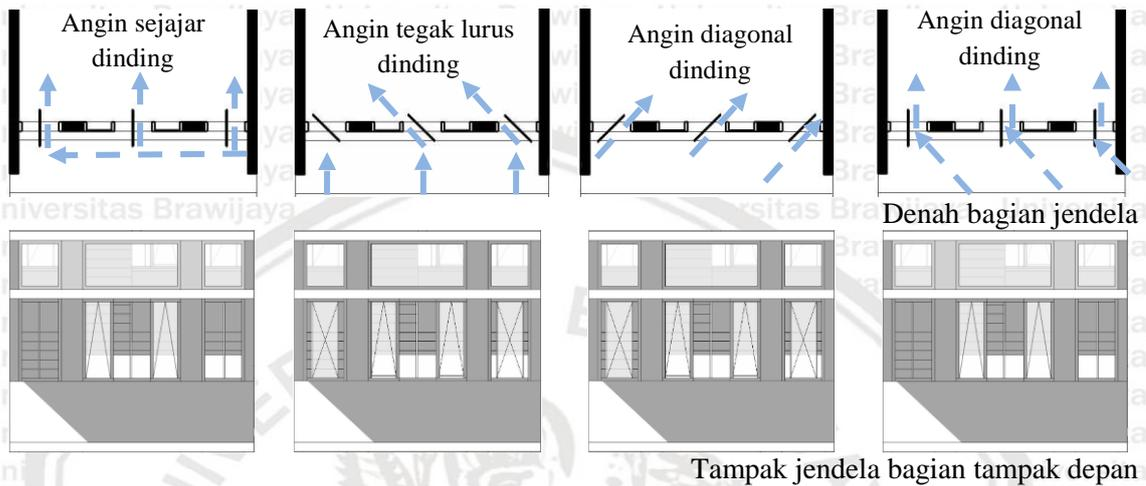 Angin sejajar
dinding
Angin tegak lurus
dinding
Angin diagonal
dinding
Angin diagonal
dinding
Denah bagian jendela
Tampak jendela bagian tampak depan